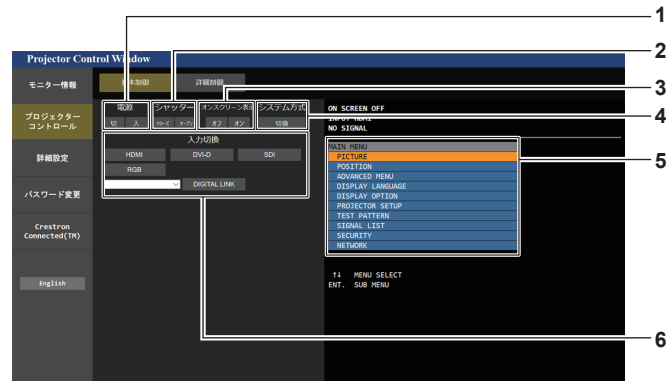 1
Projector Control Window
2
モニター情報
基本制御
詳細制御
3
電源
シャッター
オンスクリーン表示
システム方式
切 入
クローズ オープン
オフ オン
切換
4
プロジェクター
コントロール
ON SCREEN OFF
INPUT HDMI
NO SIGNAL
入力切換
HDMI
DVI-D
SDI
RGB
DIGITAL LINK
MAIN MENU
PICTURE
POSITION
ADVANCED MENU
DISPLAY LANGUAGE
DISPLAY OPTION
PROJECTOR SETUP
TEST PATTERN
SIGNAL LIST
SECURITY
NETWORK
5
詳細設定
パスワード変更
Crestron
Connected(TM)
↑↓ MENU SELECT
ENT. SUB MENU
English
6